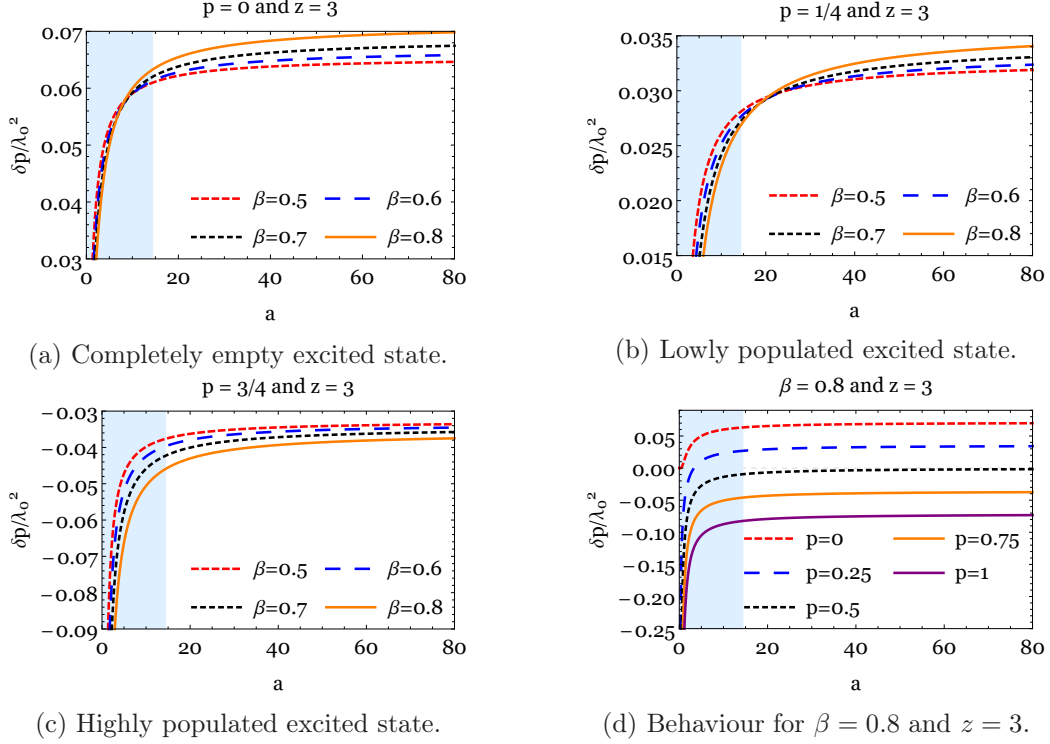 p = 0 and z = 3
0.07
0.06
0.05
0.04
0.03
δp/λ₀²
β=0.5
β=0.6
β=0.7
β=0.8
0
20
40
60
80
a
(a) Completely empty excited state.
p = 1/4 and z = 3
0.035
0.030
0.025
0.020
0.015
δp/λ₀²
β=0.5
β=0.6
β=0.7
β=0.8
0
20
40
60
80
a
(b) Lowly populated excited state.
p = 3/4 and z = 3
−0.03
−0.04
−0.05
−0.06
−0.07
−0.08
−0.09
δp/λ₀²
β=0.5
β=0.6
β=0.7
β=0.8
0
20
40
60
80
a
(c) Highly populated excited state.
β = 0.8 and z = 3
0.05
0.00
−0.05
−0.10
−0.15
−0.20
−0.25
δp/λ₀²
p=0
p=0.75
p=0.25
p=1
p=0.5
0
20
40
60
80
a
(d) Behaviour for β = 0.8 and z = 3.